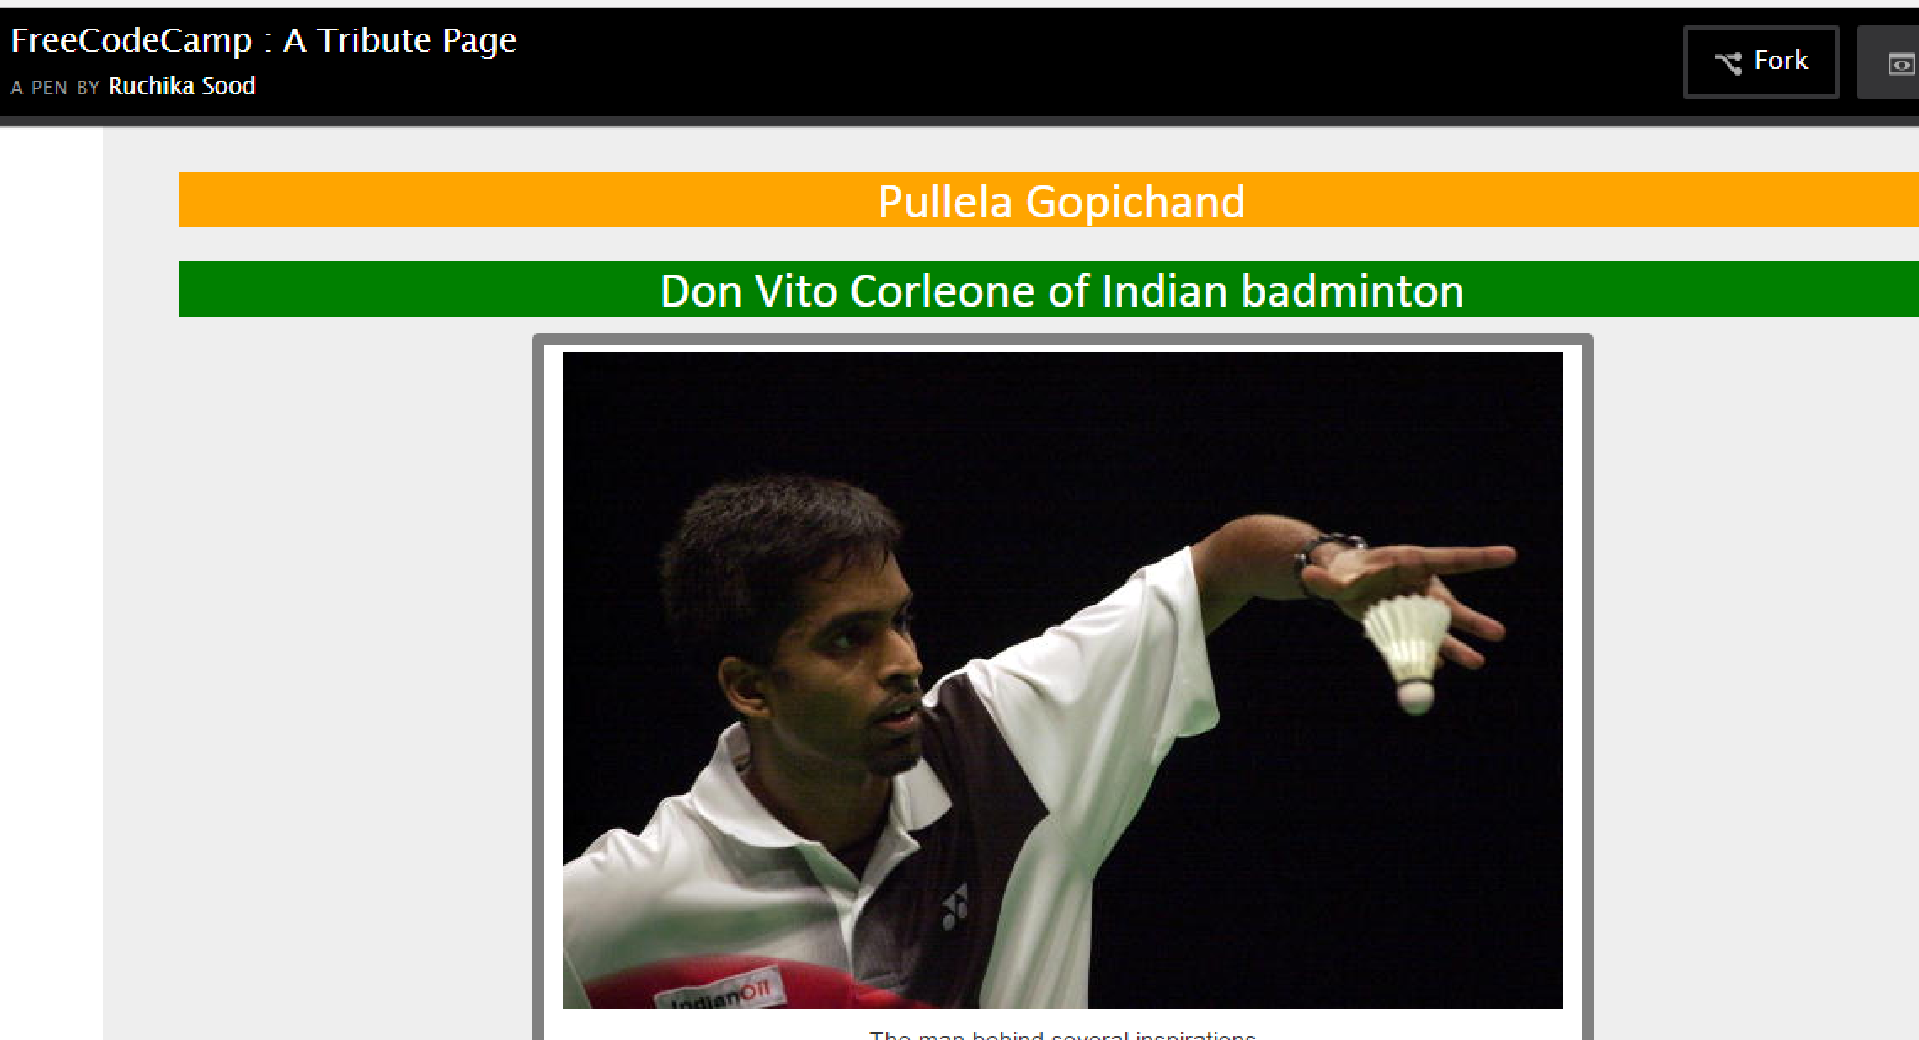 FreeCodeCamp : A Tribute Page
Fork
A PEN BY Ruchika Sood
Pullela Gopichand
Don Vito Corleone of Indian badminton
IndianOil
The man behind several inspirations